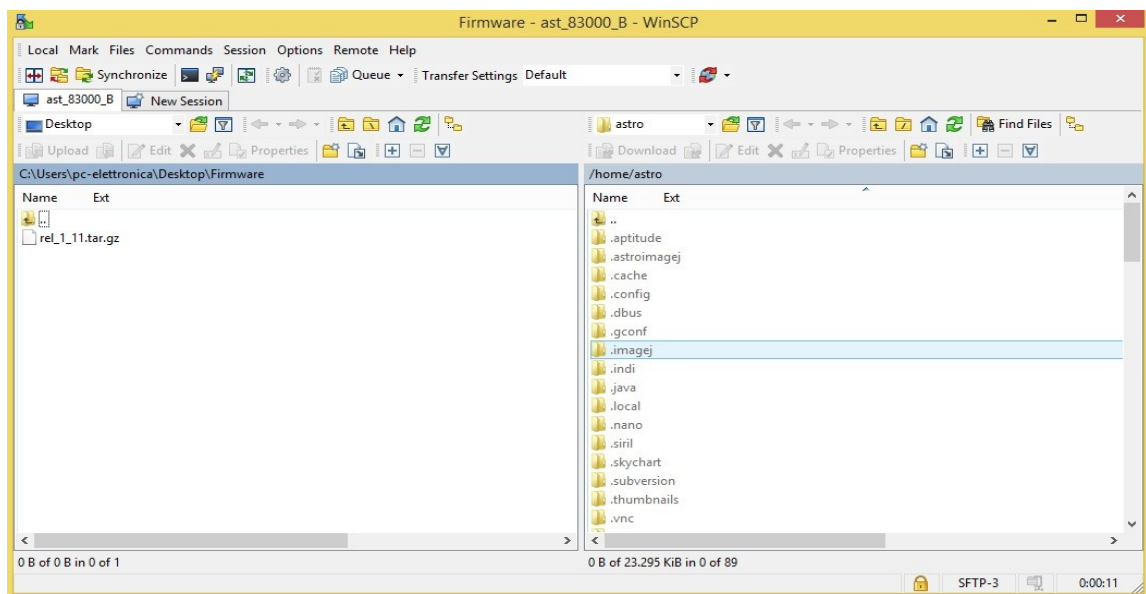 Firmware - ast_83000_B - WinSCP
Local Mark Files Commands Session Options Remote Help
Synchronize Queue Transfer Settings Default
ast_83000_B New Session
Desktop astro Find Files
Upload Edit Properties Download Edit Properties
C:\Users\pc-elettronica\Desktop\Firmware /home/astro
Name Ext Name Ext
.. ..
rel_1_11.tar.gz .aptitude
.astroimagej
.cache
.config
.dbus
.gconf
.imagej
.indi
.java
.local
.nano
.siril
.skychart
.subversion
.thumbnails
.vnc
0 B of 0 B in 0 of 1 0 B of 23.295 KiB in 0 of 89
SFTP-3 0:00:11